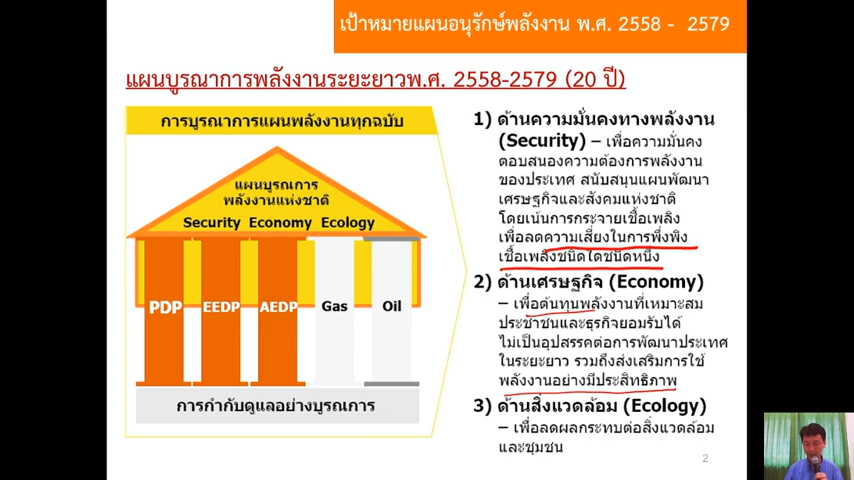 เป้าหมายแผนอนุรักษ์พลังงาน พ.ศ. 2558 - 2579
แผนบูรณาการพลังงานระยะยาวพ.ศ. 2558-2579 (20 ปี)
การบูรณาการแผนพลังงานทุกฉบับ
แผนบูรณการ
พลังงานแห่งชาติ
Security Economy Ecology
PDP
EEDP
AEDP
Gas
Oil
การกำกับดูแลอย่างบูรณการ
1) ด้านความมั่นคงทางพลังงาน
(Security) – เพื่อความมั่นคง
ตอบสนองความต้องการพลังงาน
ของประเทศ สนับสนุนแผนพัฒนา
เศรษฐกิจและสังคมแห่งชาติ
โดยเน้นการกระจายเชื้อเพลิง
เพื่อลดความเสี่ยงในการพึ่งพิง
เชื้อเพลิงชนิดใดชนิดหนึ่ง
2) ด้านเศรษฐกิจ (Economy)
– เพื่อต้นทุนพลังงานที่เหมาะสม
ประชาชนและธุรกิจยอมรับได้
ไม่เป็นอุปสรรคต่อการพัฒนาประเทศ
ในระยะยาว รวมถึงส่งเสริมการใช้
พลังงานอย่างมีประสิทธิภาพ
3) ด้านสิ่งแวดล้อม (Ecology)
– เพื่อลดผลกระทบต่อสิ่งแวดล้อม
และชุมชน
2